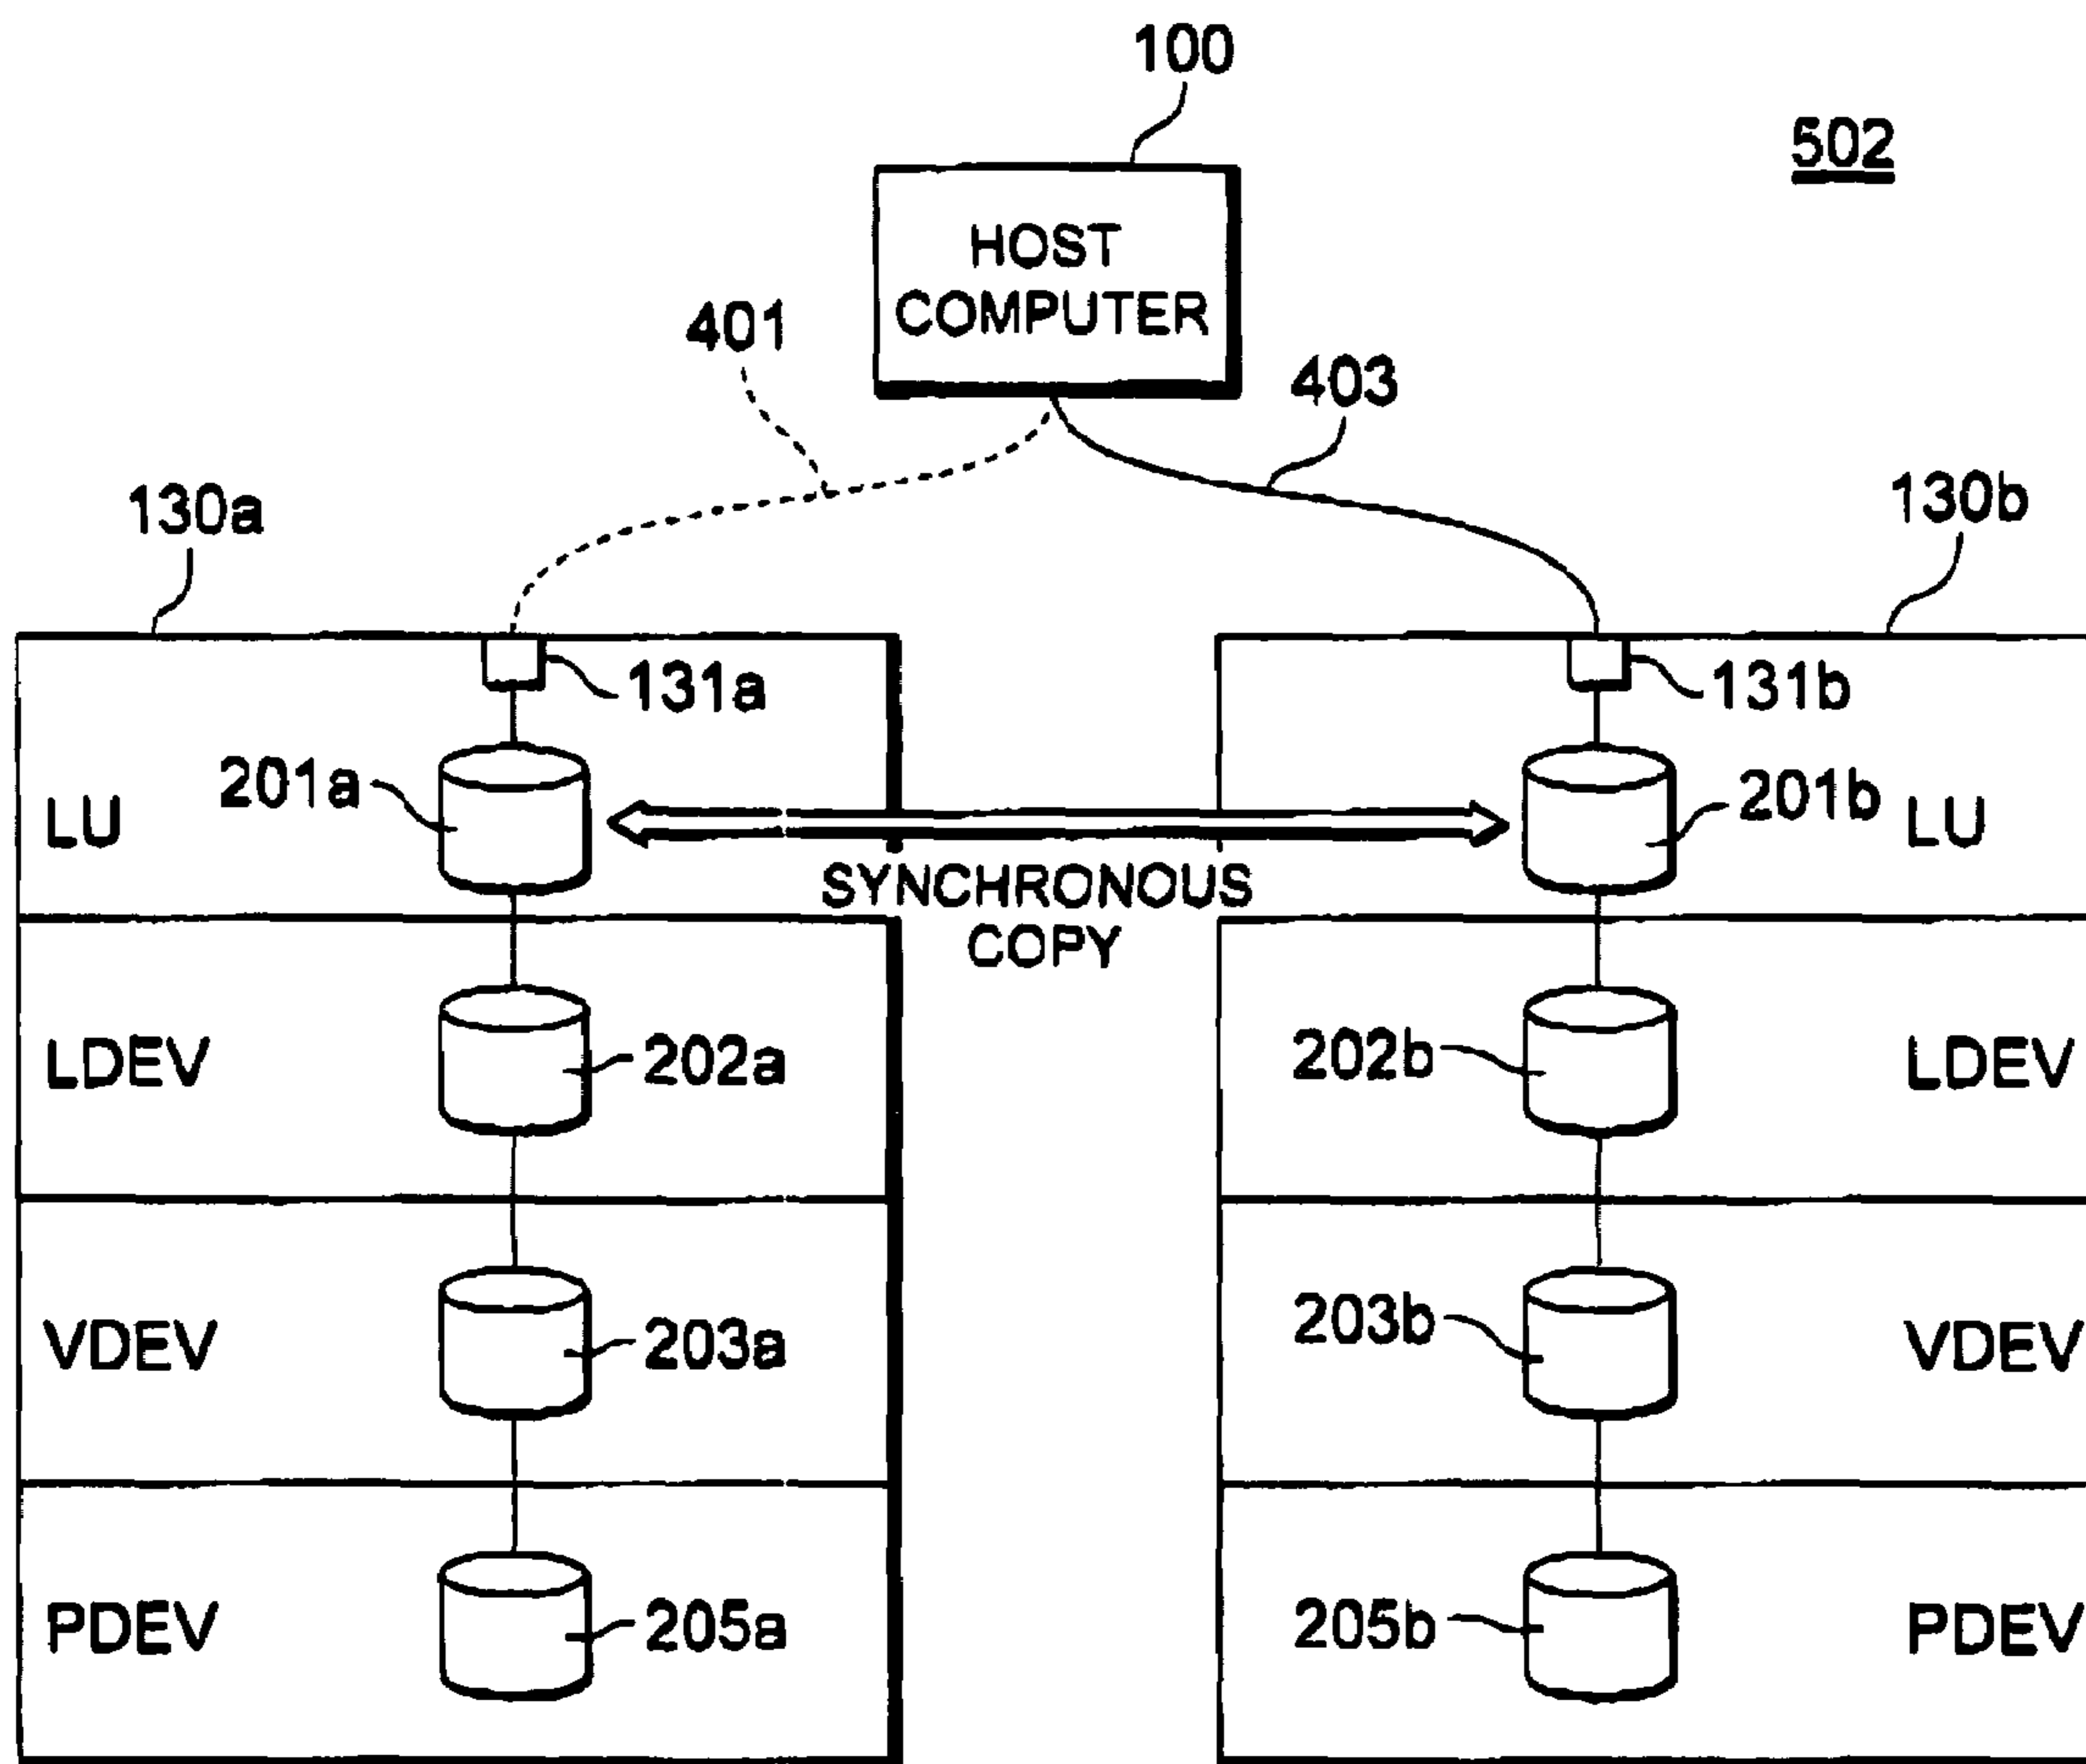 100
502
HOST
COMPUTER
401
403
130a
130b
131a
131b
201a
201b
LU
LU
SYNCHRONOUS
COPY
LDEV
202a
202b
LDEV
VDEV
203a
203b
VDEV
PDEV
205a
205b
PDEV